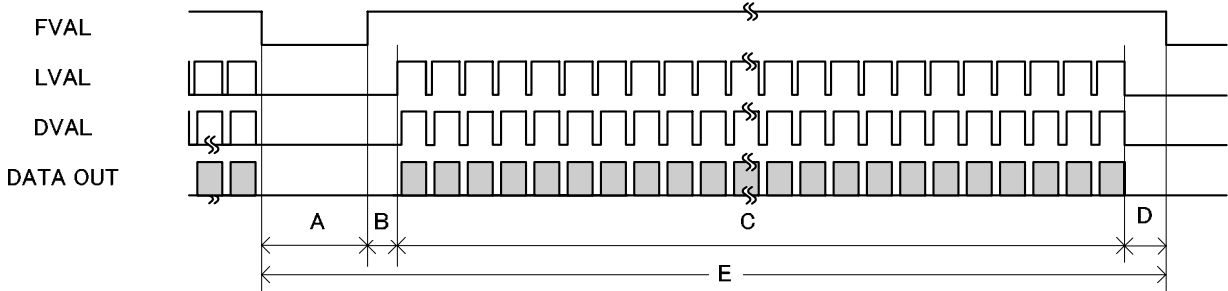 FVAL
LVAL
DVAL
DATA OUT
A B C D
E